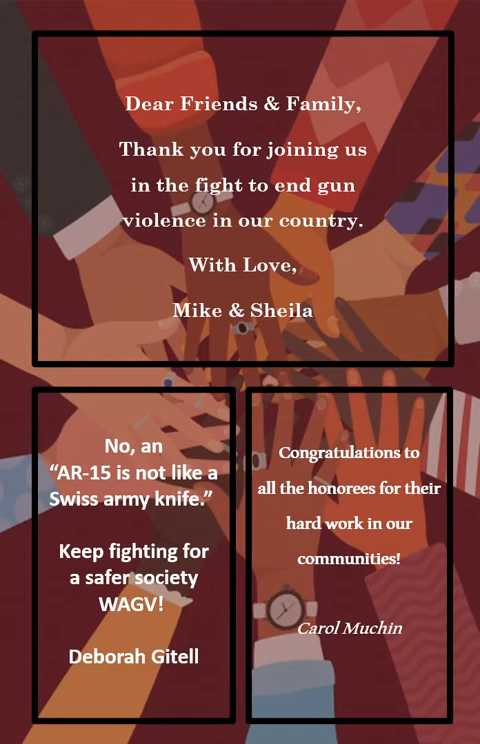 Dear Friends & Family,
Thank you for joining us
in the fight to end gun
violence in our country.
With Love,
Mike & Sheila
No, an
“AR-15 is not like a
Swiss army knife.”
Keep fighting for
a safer society
WAGV!
Deborah Gitell
Congratulations to
all the honorees for their
hard work in our
communities!
Carol Muchin